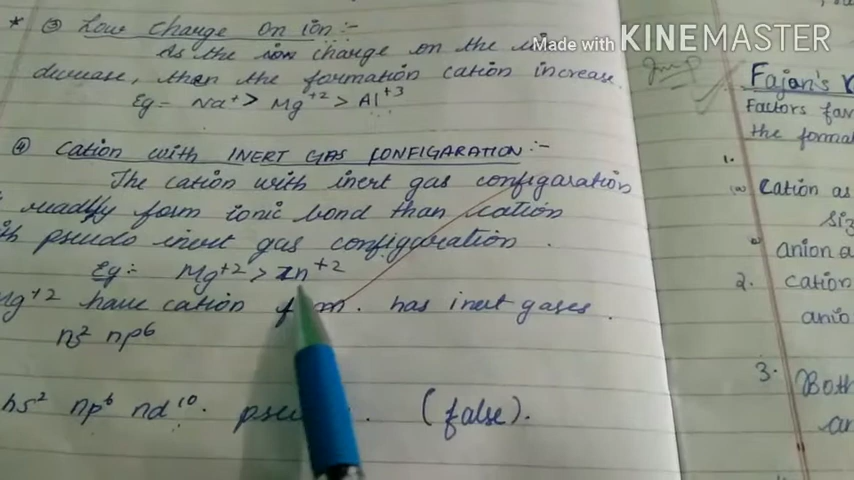 * ③ Low Charge On ion :-
As the ion charge on the
decrease, then the formation cation increase.
Eg = Na+ > Mg+2 > Al+3
④ Cation with INERT GAS CONFIGARATION :-
The cation with inert gas configaration
readily form ionic bond than cation
pseudo inert gas configaration.
Eg :- Mg+2 > Zn+2
Mg+2 have cation form. has inert gases.
ns2 np6
ns2 np6 nd10. (false).
Made with KINEMASTER
Fajan's
Factors
the
1.
Cation as
anion
2. cation
3. Both